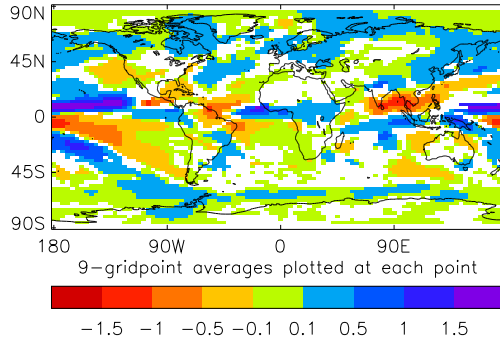 90N
45N
0
45S
90S
180 90W 0 90E
9-gridpoint averages plotted at each point
-1.5 -1 -0.5 -0.1 0.1 0.5 1 1.5